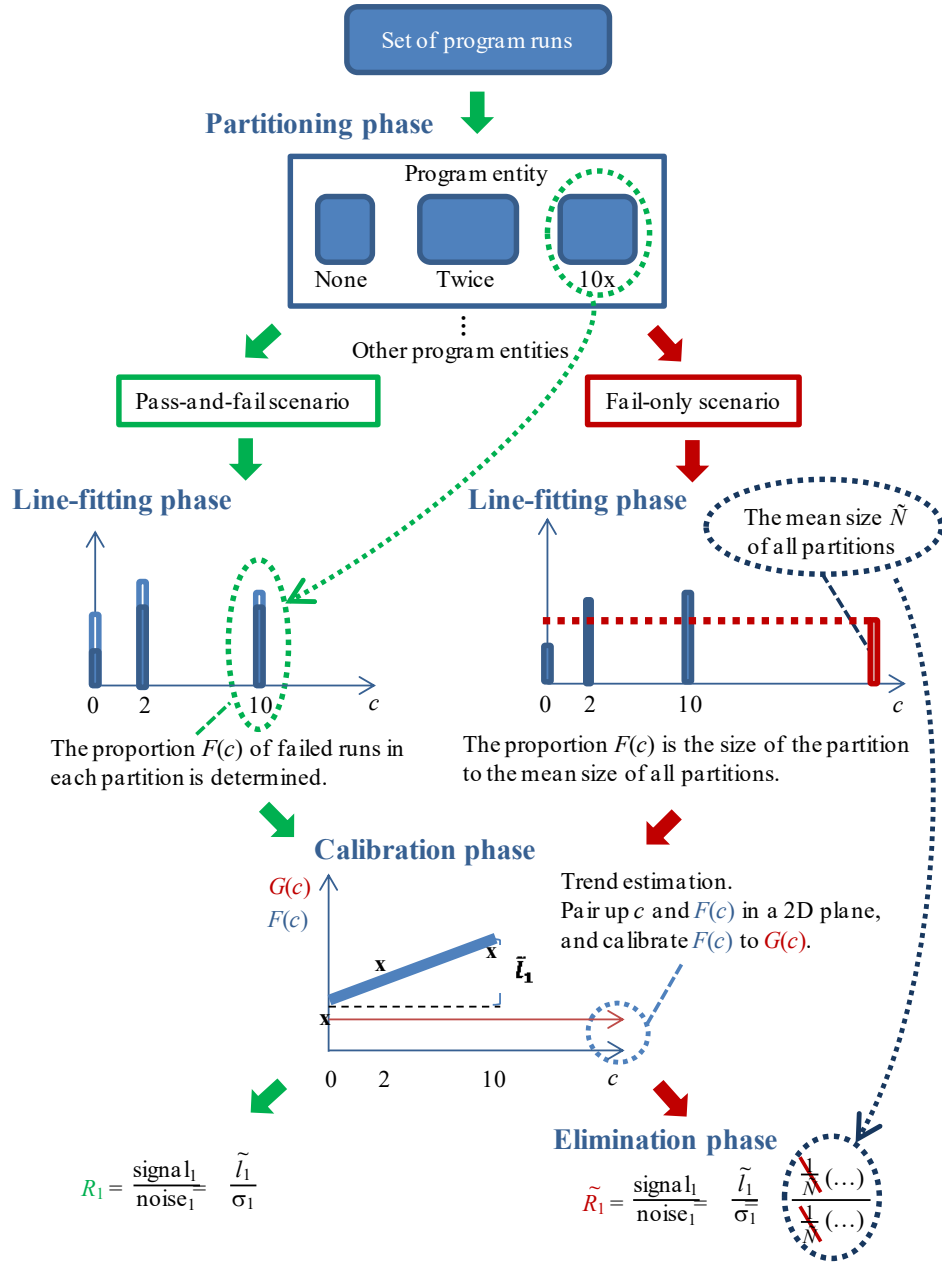 Set of program runs
Partitioning phase
Program entity
None
Twice
10x
⋮
Other program entities
Pass-and-fail scenario
Fail-only scenario
Line-fitting phase
0
2
10
c
The proportion F(c) of failed runs in
each partition is determined.
Line-fitting phase
The mean size Ñ
of all partitions
0
2
10
c
The proportion F(c) is the size of the partition
to the mean size of all partitions.
Calibration phase
G(c)
F(c)
x
x
x
l̃₁
0
2
10
c
Trend estimation.
Pair up c and F(c) in a 2D plane,
and calibrate F(c) to G(c).
R₁ = signal₁ / noise₁ = l̃₁ / σ₁
Elimination phase
R̃₁ = signal₁ / noise₁ = l̃₁ / σ₁ = 1/Ñ (…) / 1/Ñ (…)